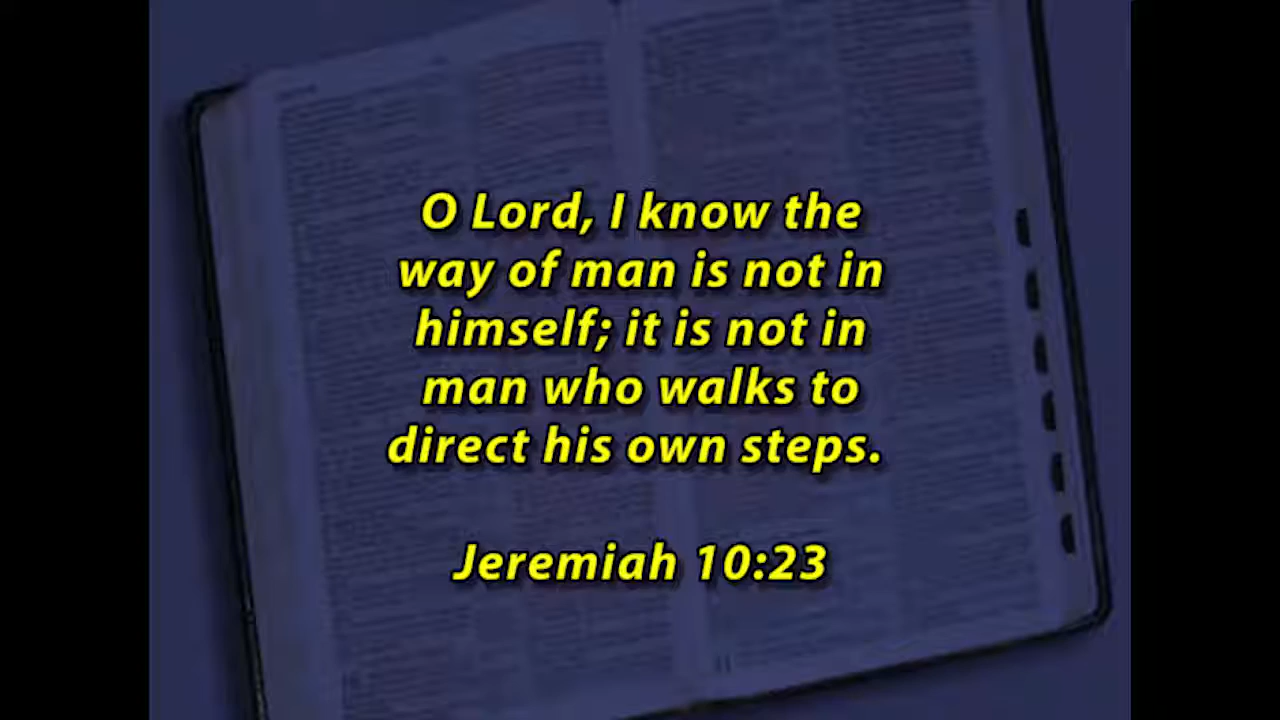 O Lord, I know the
way of man is not in
himself; it is not in
man who walks to
direct his own steps.
Jeremiah 10:23